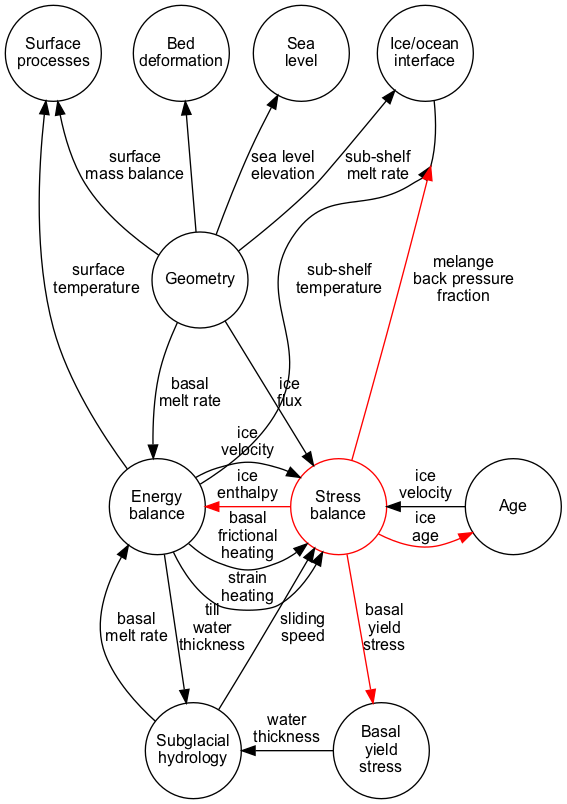 Surface
processes
Bed
deformation
Sea
level
Ice/ocean
interface
surface
mass balance
sea level
elevation
sub-shelf
melt rate
surface
temperature
Geometry
sub-shelf
temperature
melange
back pressure
fraction
basal
melt rate
ice
flux
ice
velocity
Energy
balance
ice
enthalpy
Stress
balance
ice
velocity
Age
basal
frictional
heating
ice
age
strain
heating
basal
melt rate
till
water
thickness
sliding
speed
basal
yield
stress
Subglacial
hydrology
water
thickness
Basal
yield
stress